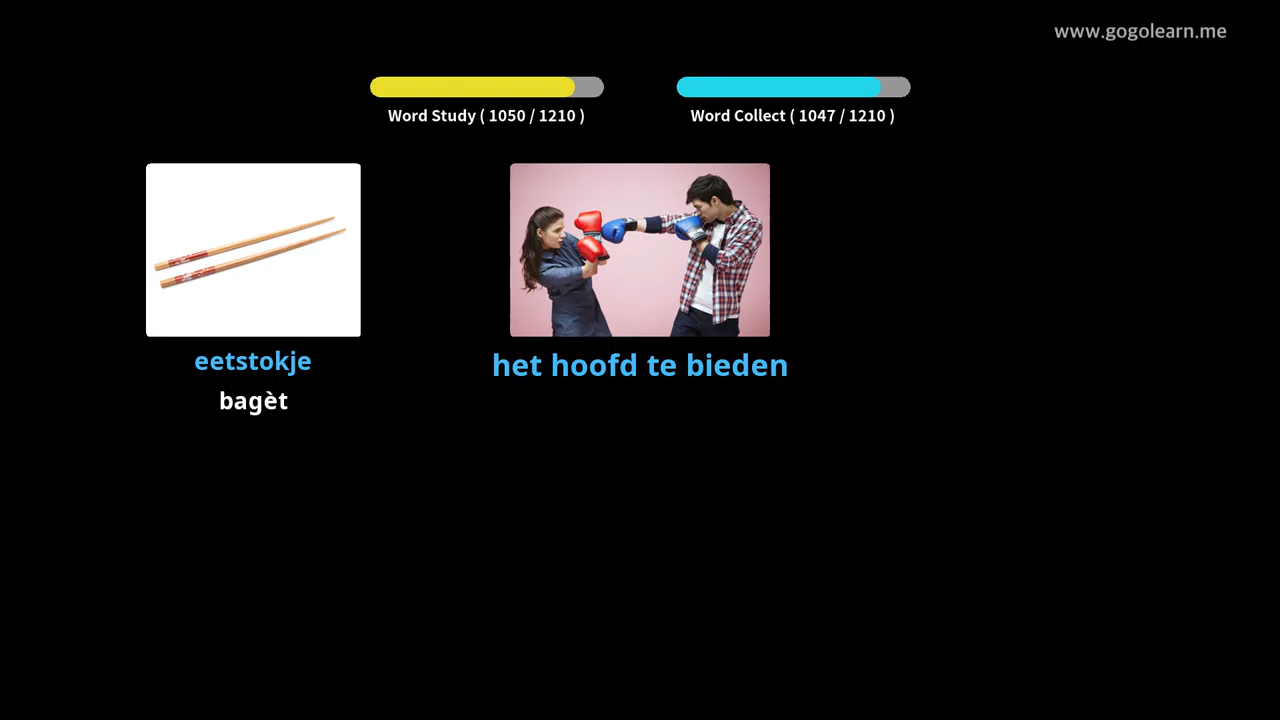 www.gogolearn.me
Word Study ( 1050 / 1210 )
Word Collect ( 1047 / 1210 )
eetstokje
bagèt
het hoofd te bieden